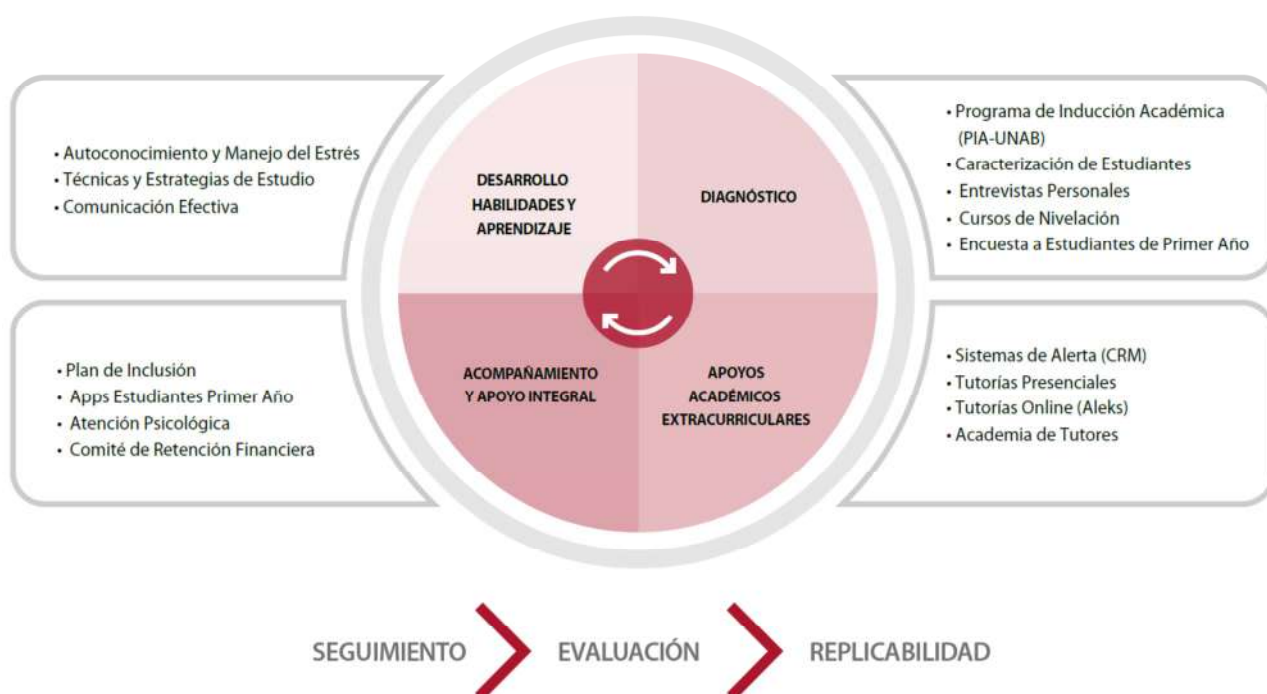 • Autoconocimiento y Manejo del Estrés
• Técnicas y Estrategias de Estudio
• Comunicación Efectiva
DESARROLLO
HABILIDADES Y
APRENDIZAJE
DIAGNÓSTICO
• Programa de Inducción Académica
(PIA-UNAB)
• Caracterización de Estudiantes
• Entrevistas Personales
• Cursos de Nivelación
• Encuesta a Estudiantes de Primer Año
• Plan de Inclusión
• Apps Estudiantes Primer Año
• Atención Psicológica
• Comité de Retención Financiera
ACOMPAÑAMIENTO
Y APOYO INTEGRAL
APOYOS
ACADÉMICOS
EXTRACURRICULARES
• Sistemas de Alerta (CRM)
• Tutorías Presenciales
• Tutorías Online (Aleks)
• Academia de Tutores
SEGUIMIENTO
EVALUACIÓN
REPLICABILIDAD